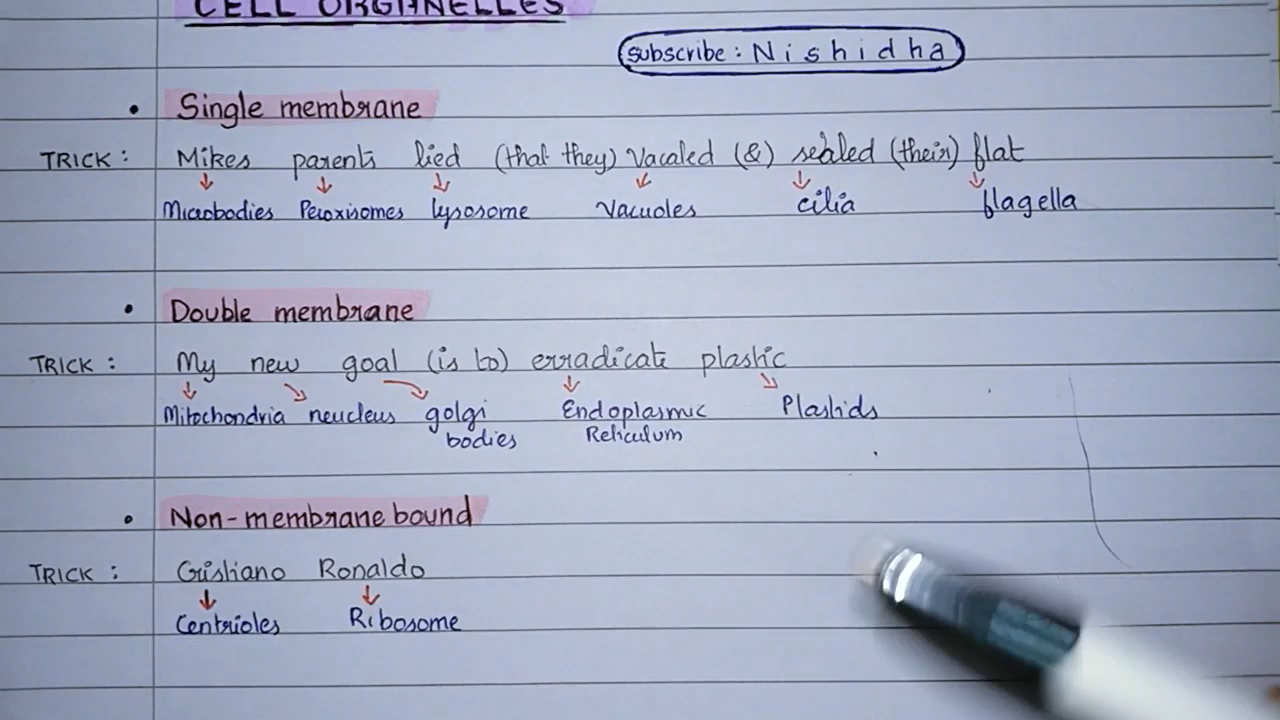 CELL ORGANELLES
subscribe: Nishidha
• Single membrane
TRICK: Mikes parents lied (that they) Vacaled (&) sealed (their) flat
Microbodies Peroxisomes lysosome Vacuoles cilia flagella
• Double membrane
TRICK: My new goal (is to) erradicate plastic
Mitochondria neucleus golgi bodies Endoplasmic Reticulum Plastids
• Non-membrane bound
TRICK: Cristiano Ronaldo
Centrioles Ribosome